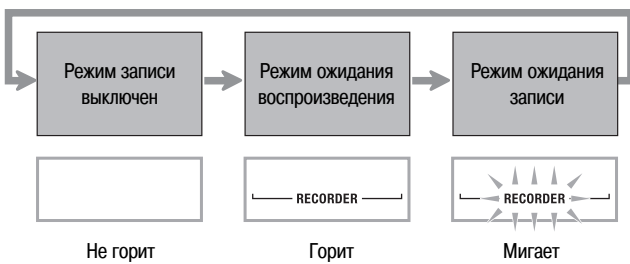 Режим записи
выключен
Режим ожидания
воспроизведения
Режим ожидания
записи
RECORDER
RECORDER
Не горит
Горит
Мигает